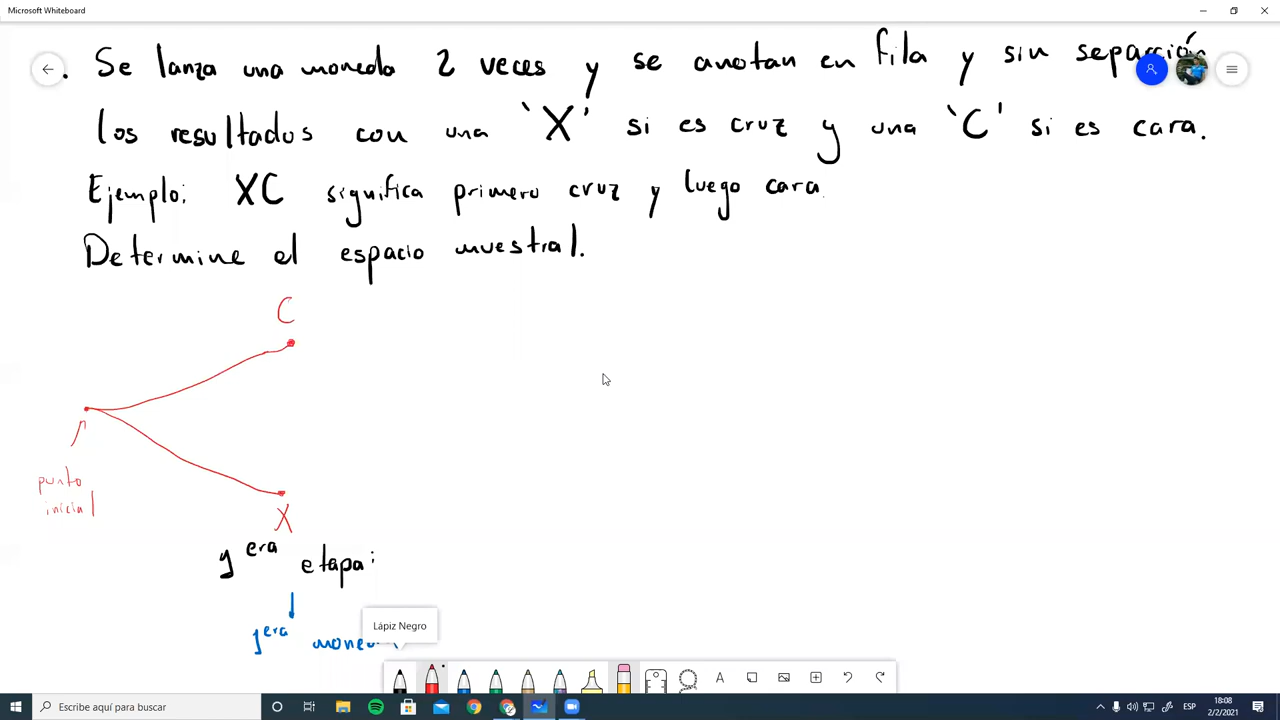 Microsoft Whiteboard
Se lanza una moneda 2 veces y se anotan en fila y sin separación
los resultados con una 'X' si es cruz y una 'C' si es cara.
Ejemplo: XC significa primero cruz y luego cara.
Determine el espacio muestral.
C
punto
inicial
X
1era etapa:
1era moneda
Lápiz Negro
Escribe aquí para buscar
ESP
18:08
2/2/2021